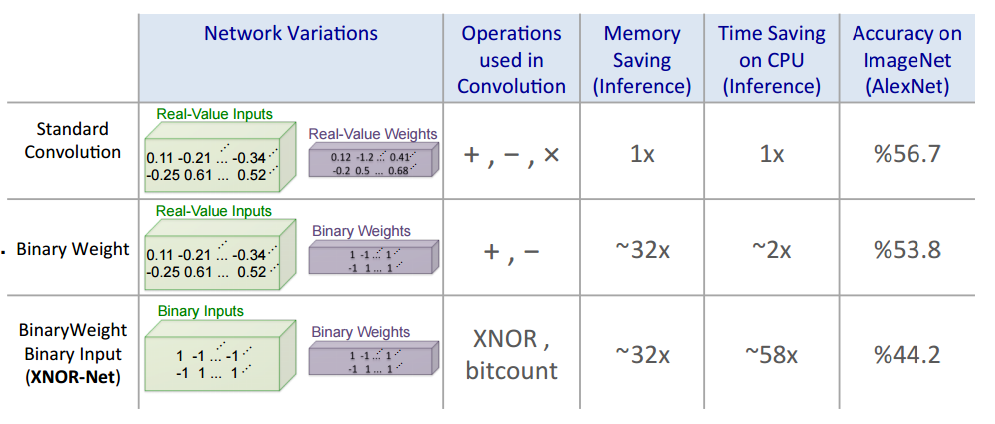 Network Variations
Operations
used in
Convolution
Memory
Saving
(Inference)
Time Saving
on CPU
(Inference)
Accuracy on
ImageNet
(AlexNet)
Standard
Convolution
Real-Value Inputs
0.11 -0.21 ... -0.34
-0.25 0.61 ... 0.52
Real-Value Weights
0.12 -1.2 ... 0.41
-0.2 0.5 ... 0.68
+ , − , ×
1x
1x
%56.7
Binary Weight
Real-Value Inputs
0.11 -0.21 ... -0.34
-0.25 0.61 ... 0.52
Binary Weights
1 -1 ... 1
-1 1 ... 1
+ , −
~32x
~2x
%53.8
BinaryWeight
Binary Input
(XNOR-Net)
Binary Inputs
1 -1 ... -1
-1 1 ... 1
Binary Weights
1 -1 ... 1
-1 1 ... 1
XNOR ,
bitcount
~32x
~58x
%44.2